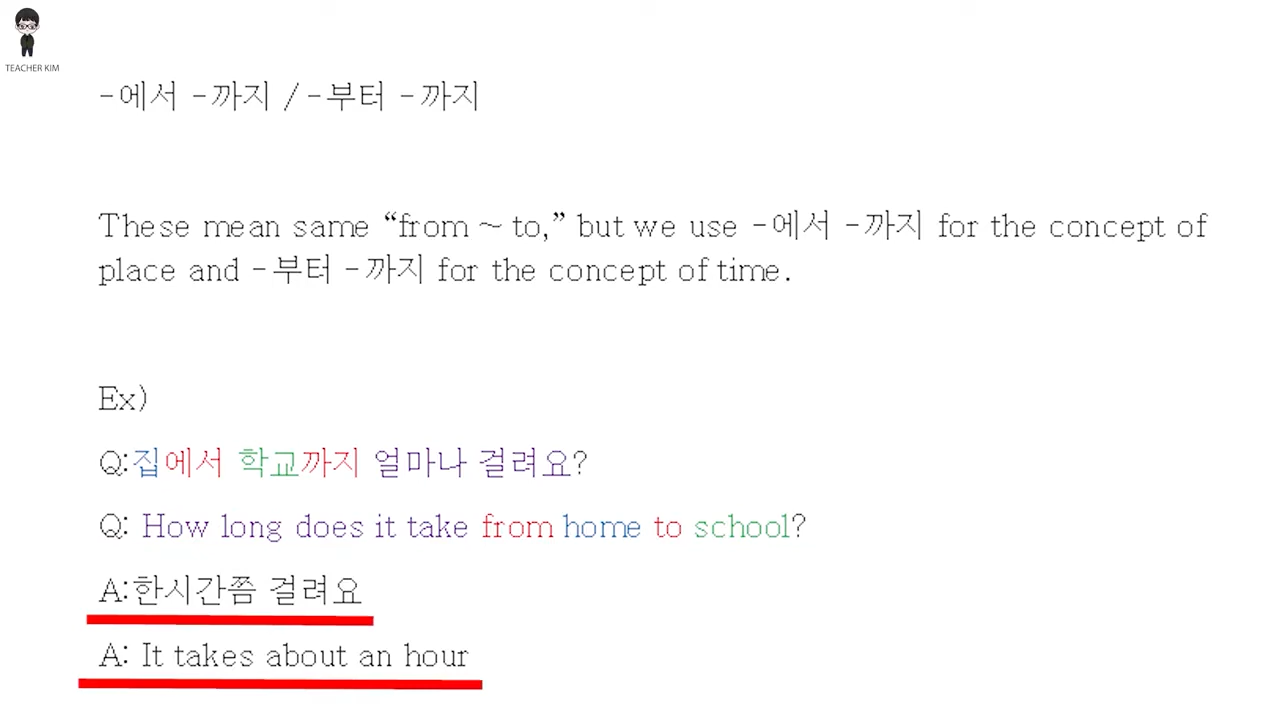 TEACHER KIM
-에서 -까지 / -부터 -까지
These mean same “from ~ to,” but we use -에서 -까지 for the concept of
place and -부터 -까지 for the concept of time.
Ex)
Q:집에서 학교까지 얼마나 걸려요?
Q: How long does it take from home to school?
A:한시간쯤 걸려요
A: It takes about an hour